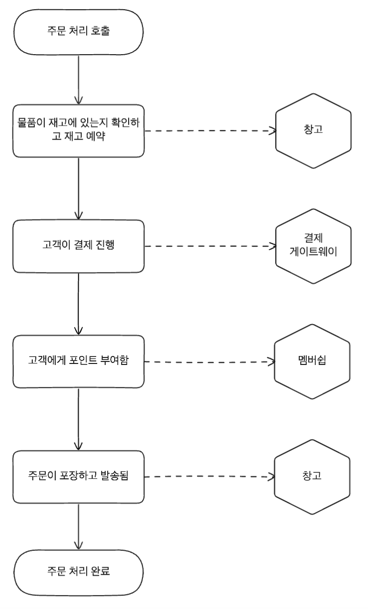 주문 처리 호출
물품이 재고에 있는지 확인하
고 재고 예약
창고
고객이 결제 진행
결제
게이트웨이
고객에게 포인트 부여함
멤버쉽
주문이 포장하고 발송됨
창고
주문 처리 완료